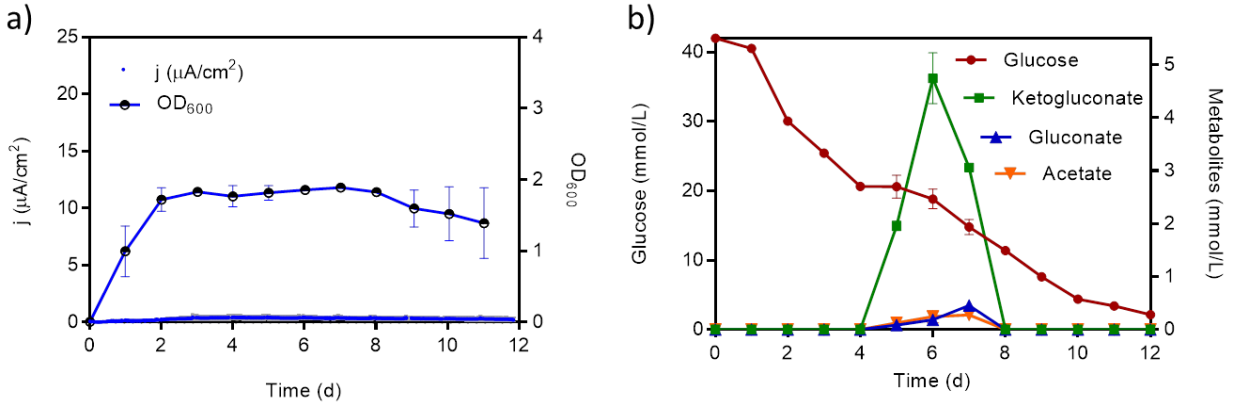 a)
25
20
15
10
5
0
j (μA/cm²)
j (μA/cm²)
OD₆₀₀
4
3
2
1
0
OD₆₀₀
0 2 4 6 8 10 12
Time (d)
b)
40
30
20
10
0
Glucose (mmol/L)
Glucose
Ketogluconate
Gluconate
Acetate
5
4
3
2
1
0
Metabolites (mmol/L)
0 2 4 6 8 10 12
Time (d)